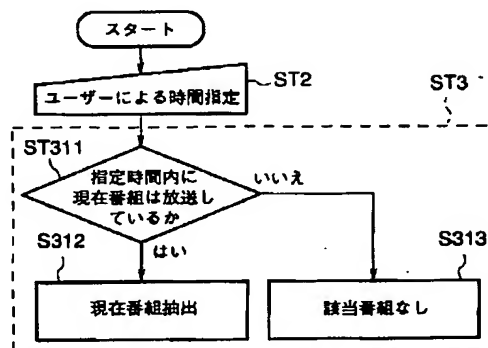 スタート
ST2
ユーザーによる時間指定
ST3
ST311
指定時間内に
現在番組は放送し
ているか
いいえ
はい
S312
現在番組抽出
S313
該当番組なし